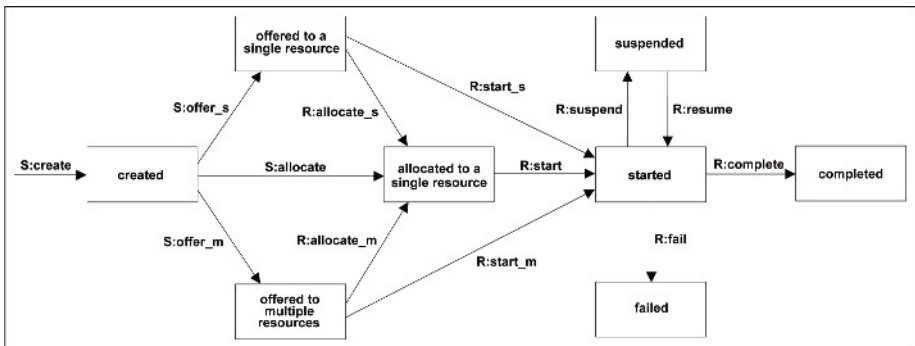 offered to a
single resource
suspended
R:start_s
S:offer_s
R:allocate_s
R:suspend
R:resume
S:create
created
S:allocate
allocated to a
single resource
R:start
started
R:complete
completed
S:offer_m
R:allocate_m
R:start_m
R:fail
offered to
multiple
resources
failed